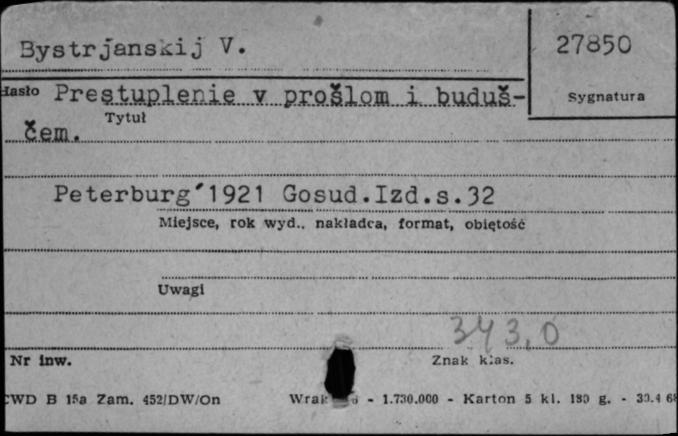 Bystrjanskij V.
27850
Hasło Prestuplenie v prošlom i buduš-
Sygnatura
Tytuł
čem.
Peterburg´1921 Gosud.Izd.s.32
Miejsce, rok wyd., nakładca, format, objętość
Uwagi
343,0
Nr inw.
Znak klas.
CWD B 15a Zam. 452/DW/On
- 1.730.000 - Karton 5 kl. 180 g. -